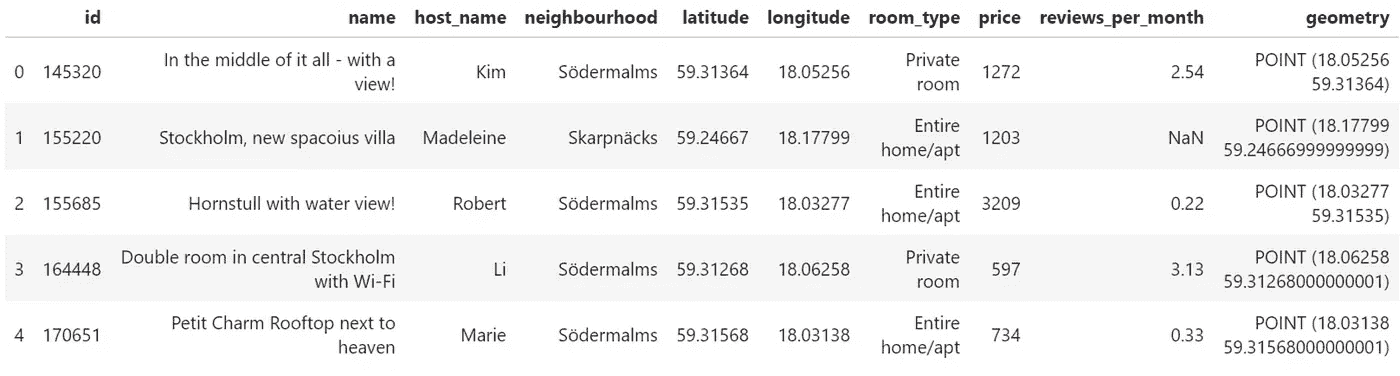 id name host_name neighbourhood latitude longitude room_type price reviews_per_month geometry
0 145320 In the middle of it all - with a view! Kim Södermalms 59.31364 18.05256 Private room 1272 2.54 POINT (18.05256 59.31364)
1 155220 Stockholm, new spacoius villa Madeleine Skarpnäcks 59.24667 18.17799 Entire home/apt 1203 NaN POINT (18.17799 59.24666999999999)
2 155685 Hornstull with water view! Robert Södermalms 59.31535 18.03277 Entire home/apt 3209 0.22 POINT (18.03277 59.31535)
3 164448 Double room in central Stockholm with Wi-Fi Li Södermalms 59.31268 18.06258 Private room 597 3.13 POINT (18.06258 59.31268000000001)
4 170651 Petit Charm Rooftop next to heaven Marie Södermalms 59.31568 18.03138 Entire home/apt 734 0.33 POINT (18.03138 59.31568000000001)